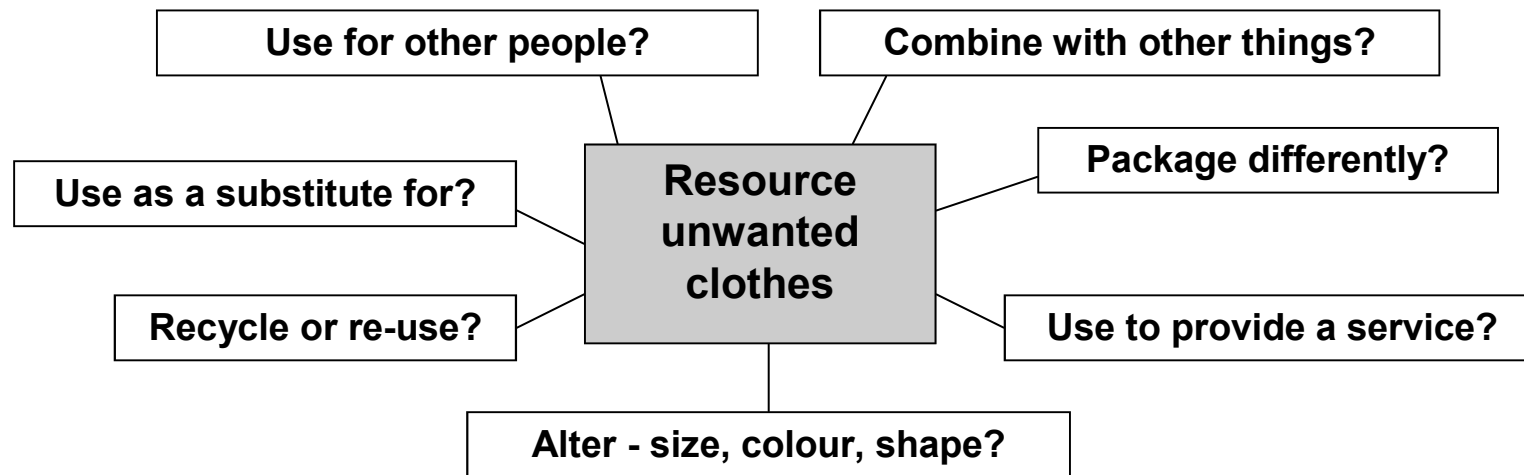 Use for other people?
Combine with other things?
Package differently?
Use as a substitute for?
Resource
unwanted
clothes
Recycle or re-use?
Use to provide a service?
Alter - size, colour, shape?